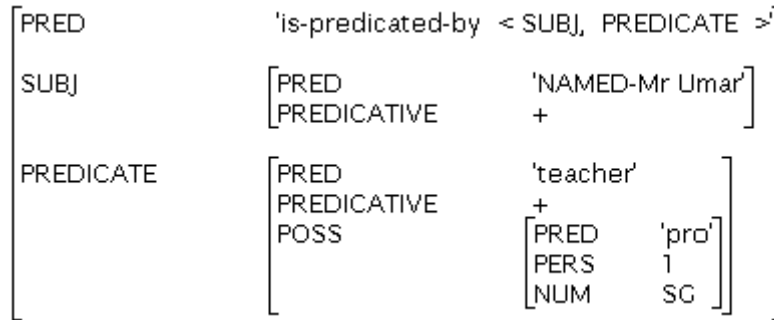 PRED 'is-predicated-by < SUBJ, PREDICATE >'
SUBJ PRED 'NAMED-Mr Umar'
PREDICATIVE +
PREDICATE PRED 'teacher'
PREDICATIVE +
POSS PRED 'pro'
PERS 1
NUM SG